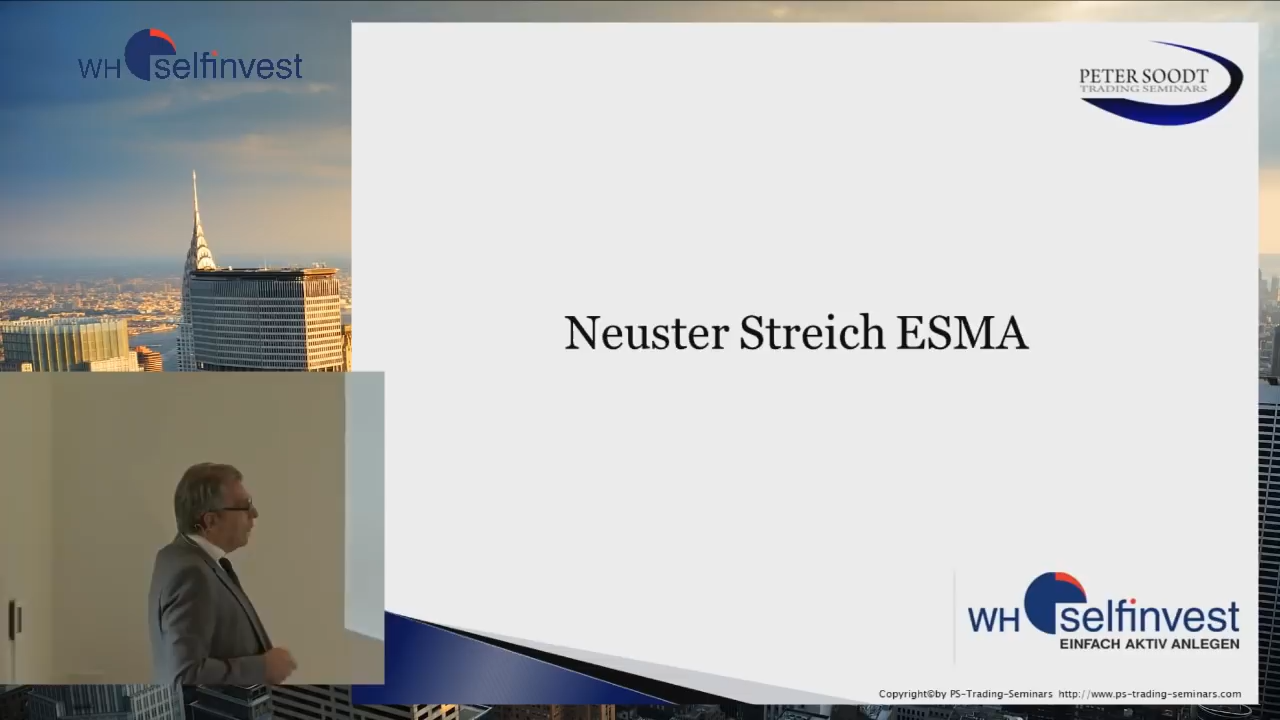 WH selfinvest
PETER SOODT
TRADING SEMINARS
Neuster Streich ESMA
WH selfinvest
EINFACH AKTIV ANLEGEN
Copyright©by PS-Trading-Seminars http://www.ps-trading-seminars.com